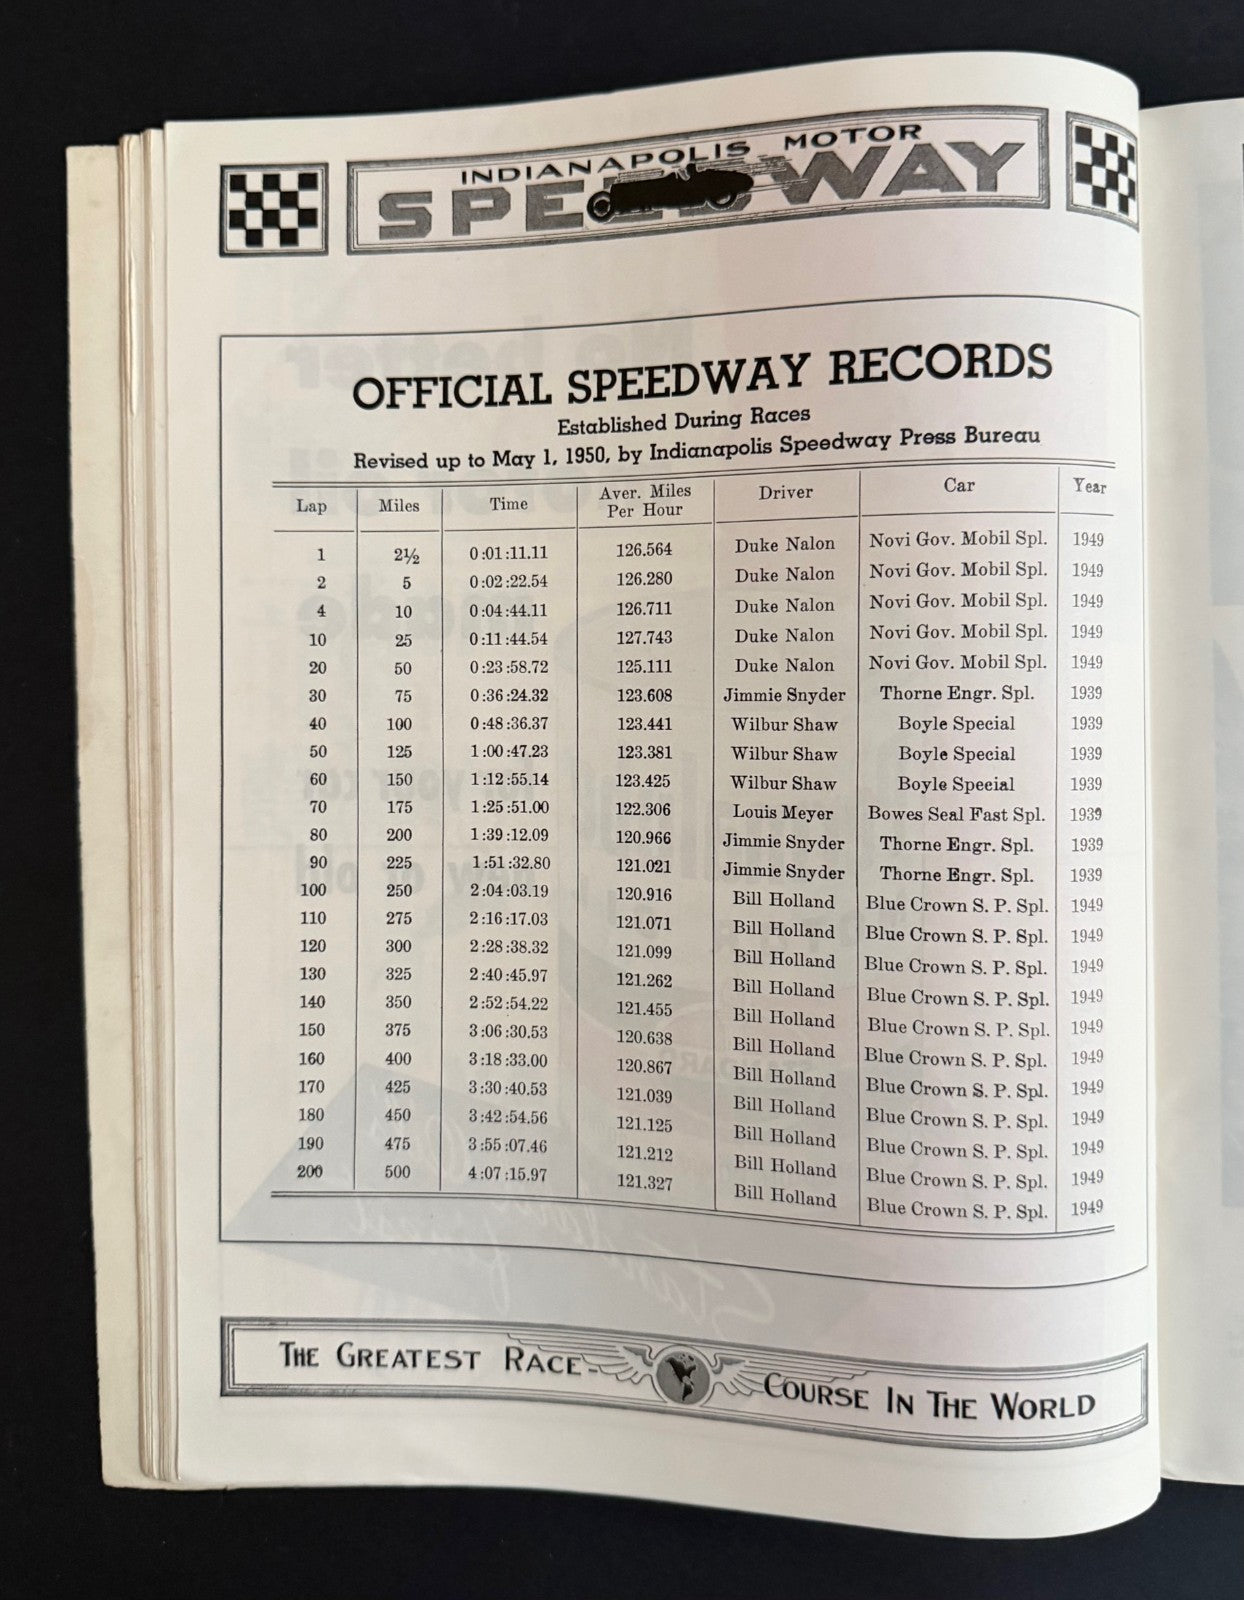 INDIANAPOLIS MOTOR
SPEEDWAY
OFFICIAL SPEEDWAY RECORDS
Established During Races
Revised up to May 1, 1950, by Indianapolis Speedway Press Bureau
Lap Miles Time Aver. Miles Per Hour Driver Car Year
1 2½ 0:01:11.11 126.564 Duke Nalon Novi Gov. Mobil Spl. 1949
2 5 0:02:22.54 126.280 Duke Nalon Novi Gov. Mobil Spl. 1949
4 10 0:04:44.11 126.711 Duke Nalon Novi Gov. Mobil Spl. 1949
10 25 0:11:44.54 127.743 Duke Nalon Novi Gov. Mobil Spl. 1949
20 50 0:23:58.72 125.111 Duke Nalon Novi Gov. Mobil Spl. 1949
30 75 0:36:24.32 123.608 Jimmie Snyder Thorne Engr. Spl. 1939
40 100 0:48:36.37 123.441 Wilbur Shaw Boyle Special 1939
50 125 1:00:47.23 123.381 Wilbur Shaw Boyle Special 1939
60 150 1:12:55.14 123.425 Wilbur Shaw Boyle Special 1939
70 175 1:25:51.00 122.306 Louis Meyer Bowes Seal Fast Spl. 1939
80 200 1:39:12.09 120.966 Jimmie Snyder Thorne Engr. Spl. 1939
90 225 1:51:32.80 121.021 Jimmie Snyder Thorne Engr. Spl. 1939
100 250 2:04:03.19 120.916 Bill Holland Blue Crown S. P. Spl. 1949
110 275 2:16:17.03 121.071 Bill Holland Blue Crown S. P. Spl. 1949
120 300 2:28:38.32 121.099 Bill Holland Blue Crown S. P. Spl. 1949
130 325 2:40:45.97 121.262 Bill Holland Blue Crown S. P. Spl. 1949
140 350 2:52:54.22 121.455 Bill Holland Blue Crown S. P. Spl. 1949
150 375 3:06:30.53 120.638 Bill Holland Blue Crown S. P. Spl. 1949
160 400 3:18:33.00 120.867 Bill Holland Blue Crown S. P. Spl. 1949
170 425 3:30:40.53 121.039 Bill Holland Blue Crown S. P. Spl. 1949
180 450 3:42:54.56 121.125 Bill Holland Blue Crown S. P. Spl. 1949
190 475 3:55:07.46 121.212 Bill Holland Blue Crown S. P. Spl. 1949
200 500 4:07:15.97 121.327 Bill Holland Blue Crown S. P. Spl. 1949
THE GREATEST RACE- COURSE IN THE WORLD